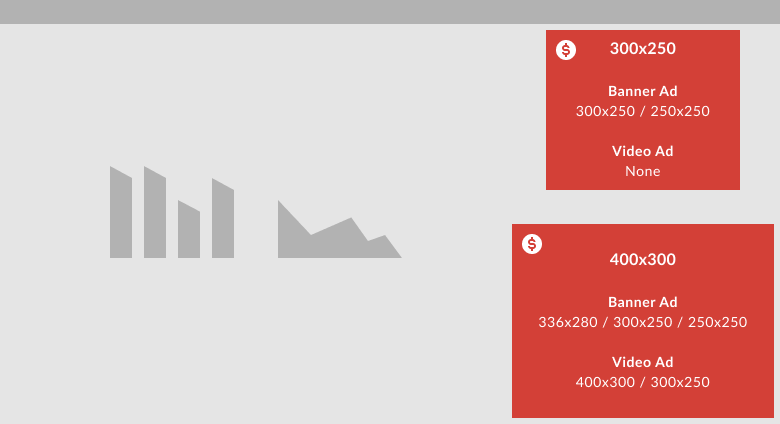 $
300x250
Banner Ad
300x250 / 250x250
Video Ad
None
$
400x300
Banner Ad
336x280 / 300x250 / 250x250
Video Ad
400x300 / 300x250